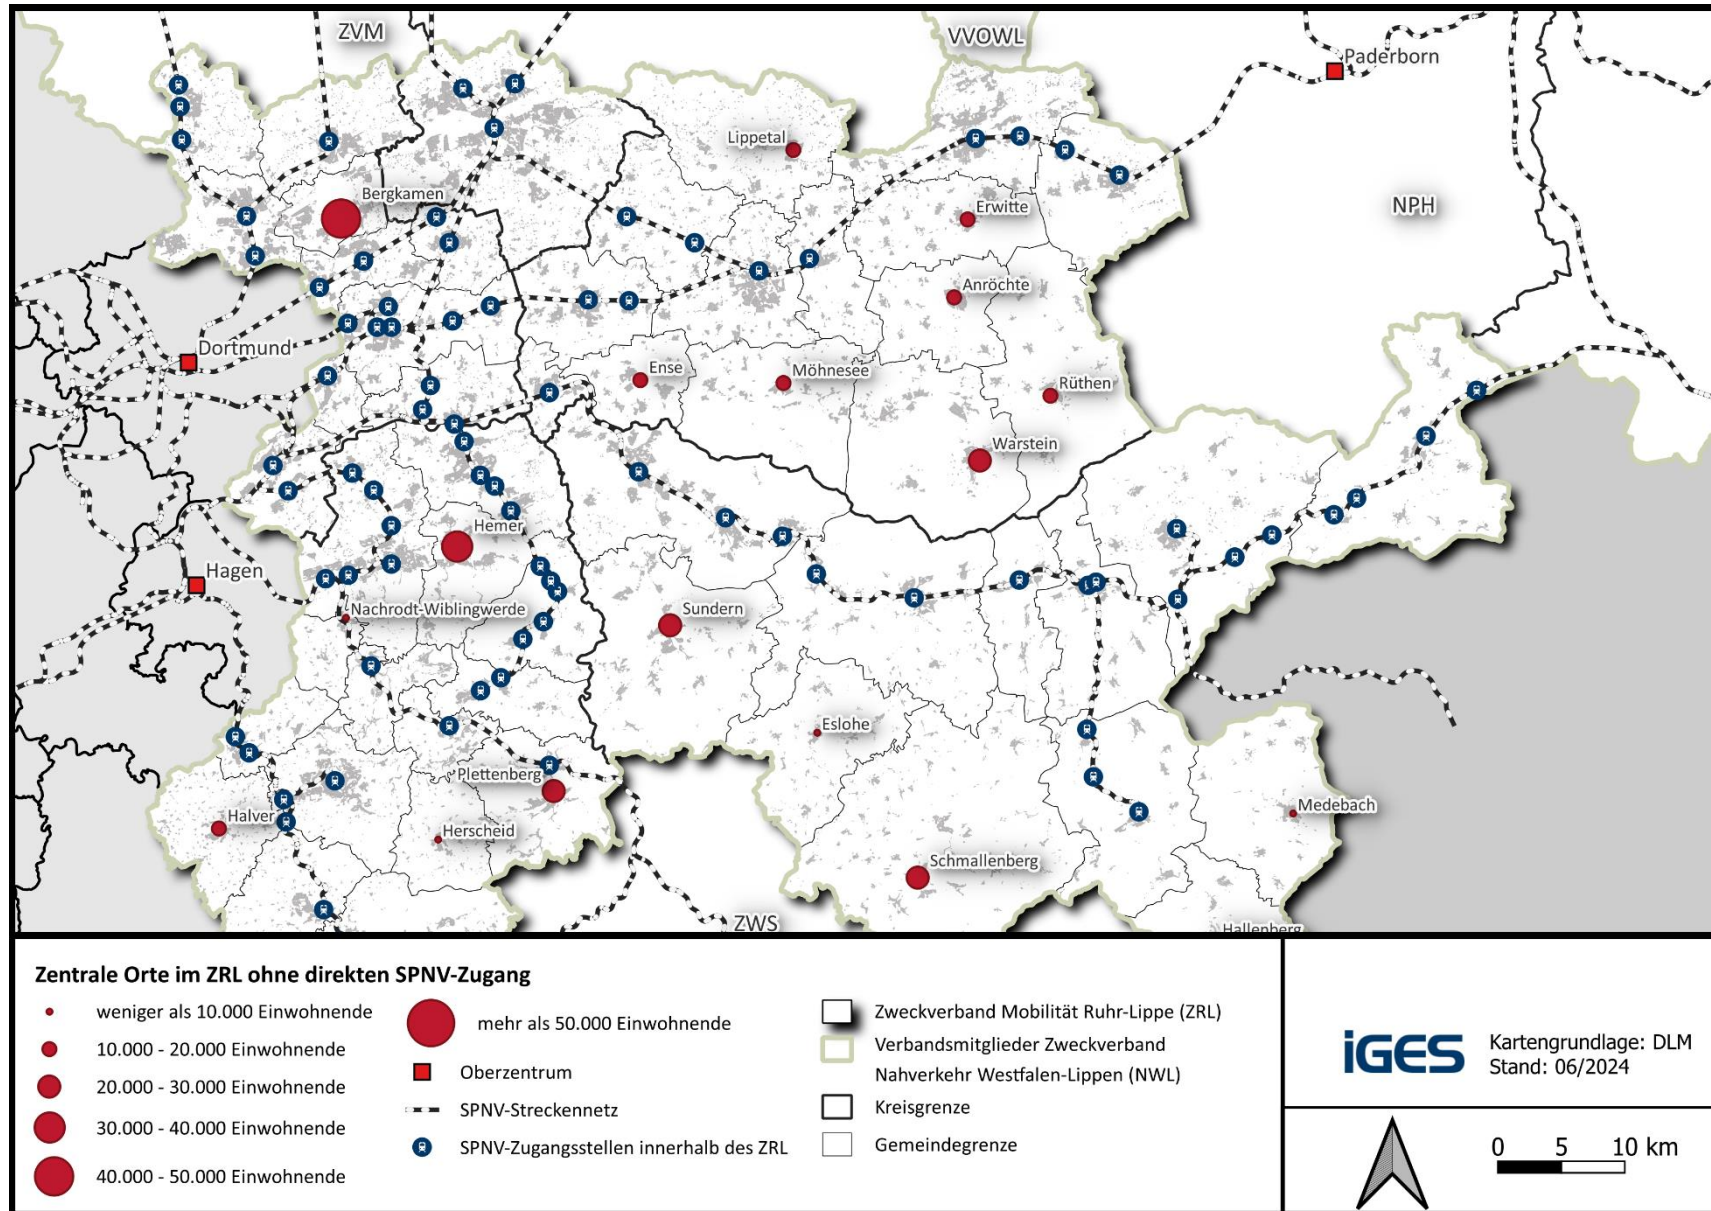 ZVM
VVOWL
Paderborn
Lippetal
Bergkamen
Erwitte
NPH
Anröchte
Dortmund
Ense
Möhnesee
Rüthen
Warstein
Hemer
Hagen
Nachrodt-Wiblingwerde
Sundern
Eslohe
Plettenberg
Medebach
Halver
Herscheid
Schmallenberg
ZWS
Hallenberg
Zentrale Orte im ZRL ohne direkten SPNV-Zugang
weniger als 10.000 Einwohnende
10.000 - 20.000 Einwohnende
20.000 - 30.000 Einwohnende
30.000 - 40.000 Einwohnende
40.000 - 50.000 Einwohnende
mehr als 50.000 Einwohnende
Oberzentrum
SPNV-Streckennetz
SPNV-Zugangsstellen innerhalb des ZRL
Zweckverband Mobilität Ruhr-Lippe (ZRL)
Verbandsmitglieder Zweckverband
Nahverkehr Westfalen-Lippen (NWL)
Kreisgrenze
Gemeindegrenze
iGES
Kartengrundlage: DLM
Stand: 06/2024
0 5 10 km